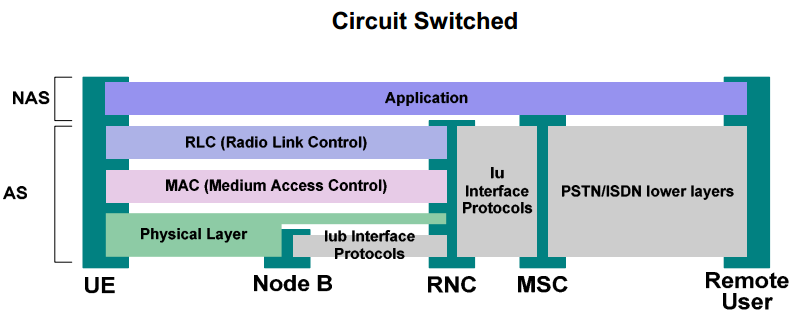 Circuit Switched
NAS
Application
AS
RLC (Radio Link Control)
MAC (Medium Access Control)
Physical Layer
Iub Interface
Protocols
Iu
Interface
Protocols
PSTN/ISDN lower layers
UE
Node B
RNC
MSC
Remote
User